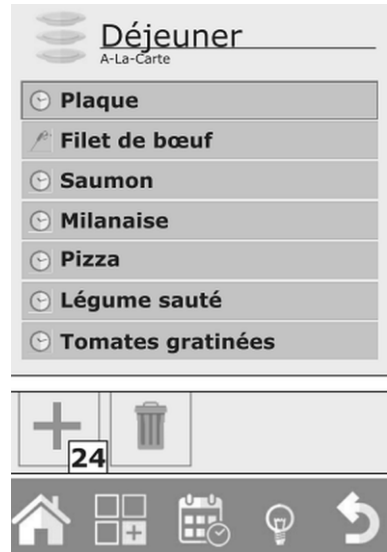 Déjeuner
A-La-Carte
Plaque
Filet de bœuf
Saumon
Milanaise
Pizza
Légume sauté
Tomates gratinées
24